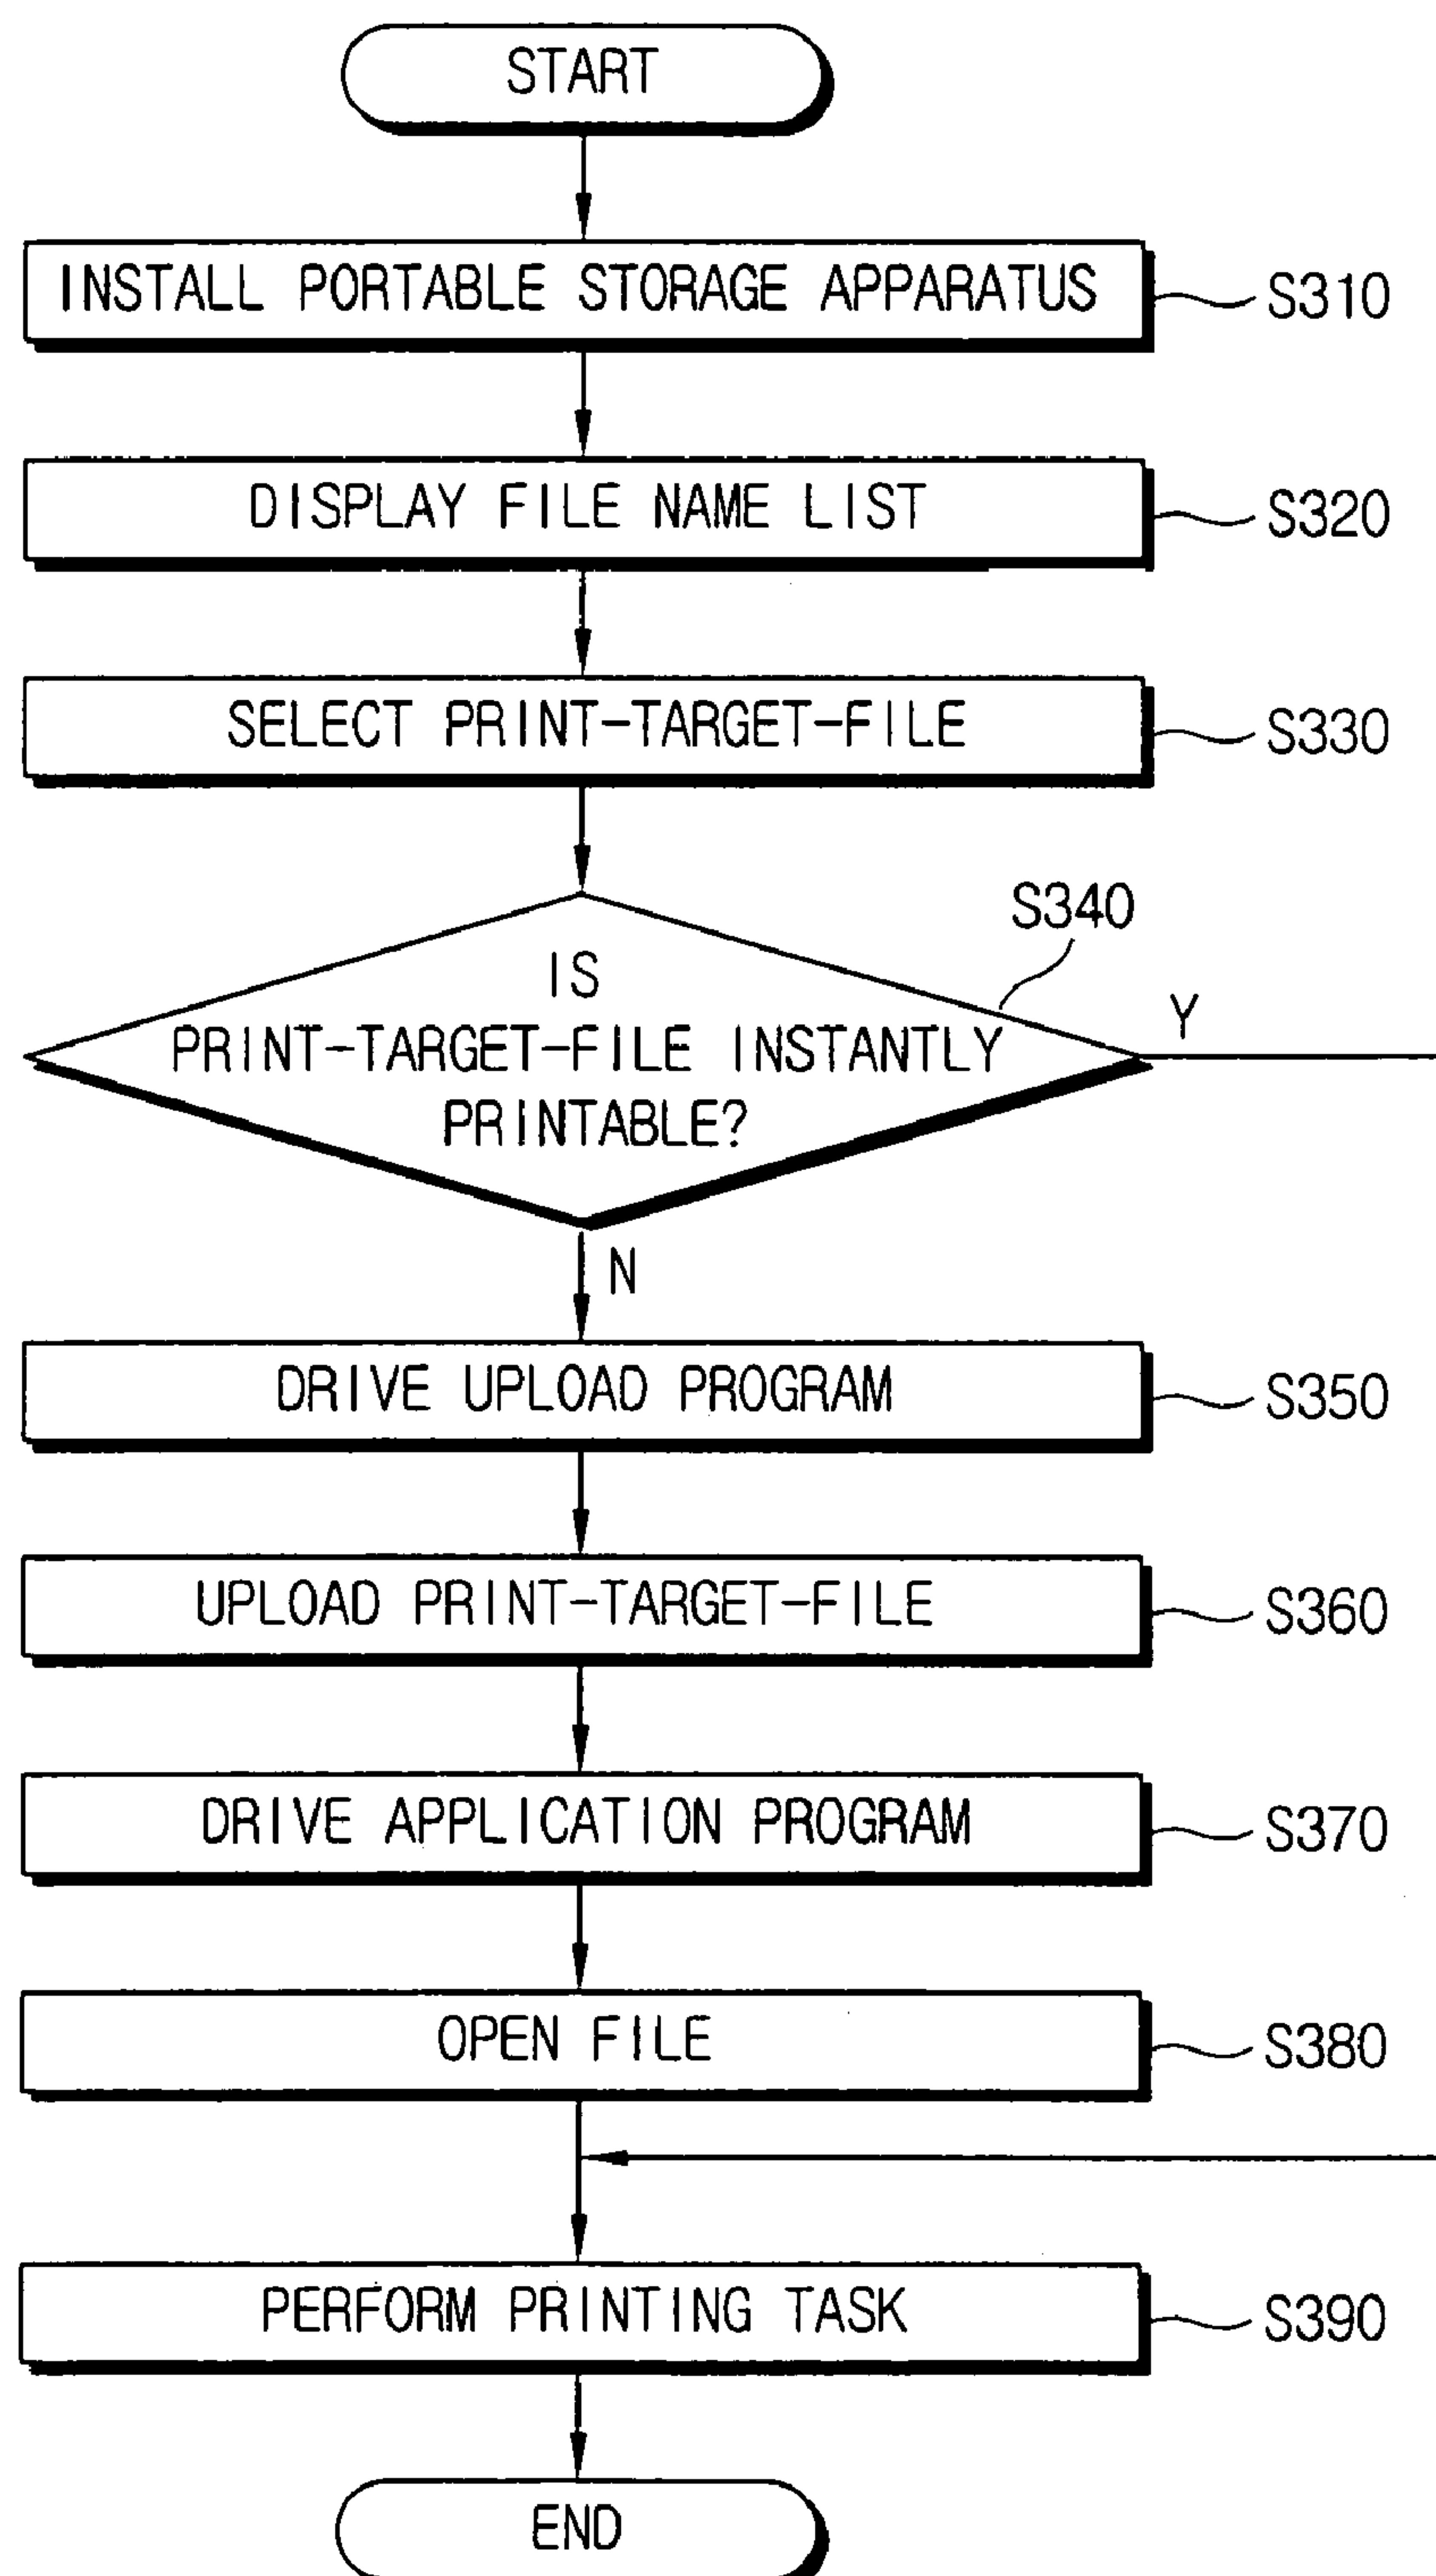 START
INSTALL PORTABLE STORAGE APPARATUS S310
DISPLAY FILE NAME LIST S320
SELECT PRINT-TARGET-FILE S330
S340
IS
PRINT-TARGET-FILE INSTANTLY
PRINTABLE?
Y
N
DRIVE UPLOAD PROGRAM S350
UPLOAD PRINT-TARGET-FILE S360
DRIVE APPLICATION PROGRAM S370
OPEN FILE S380
PERFORM PRINTING TASK S390
END